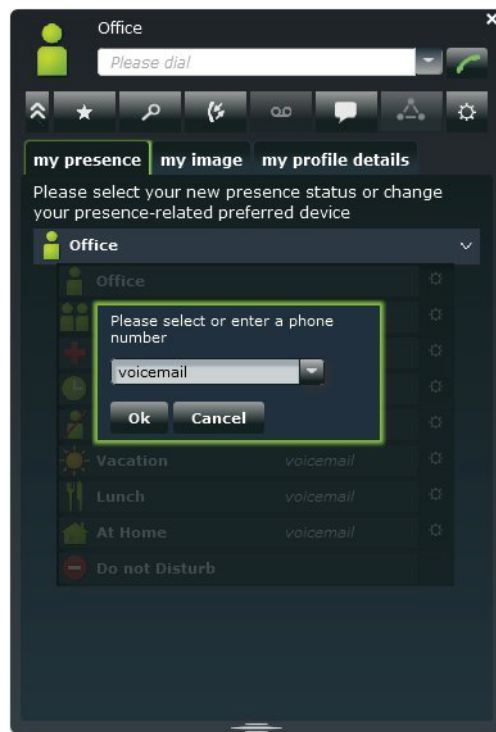 Office
Please dial
my presence my image my profile details
Please select your new presence status or change
your presence-related preferred device
Office
Office
Please select or enter a phone
number
voicemail
Ok Cancel
Vacation voicemail
Lunch voicemail
At Home voicemail
Do not Disturb